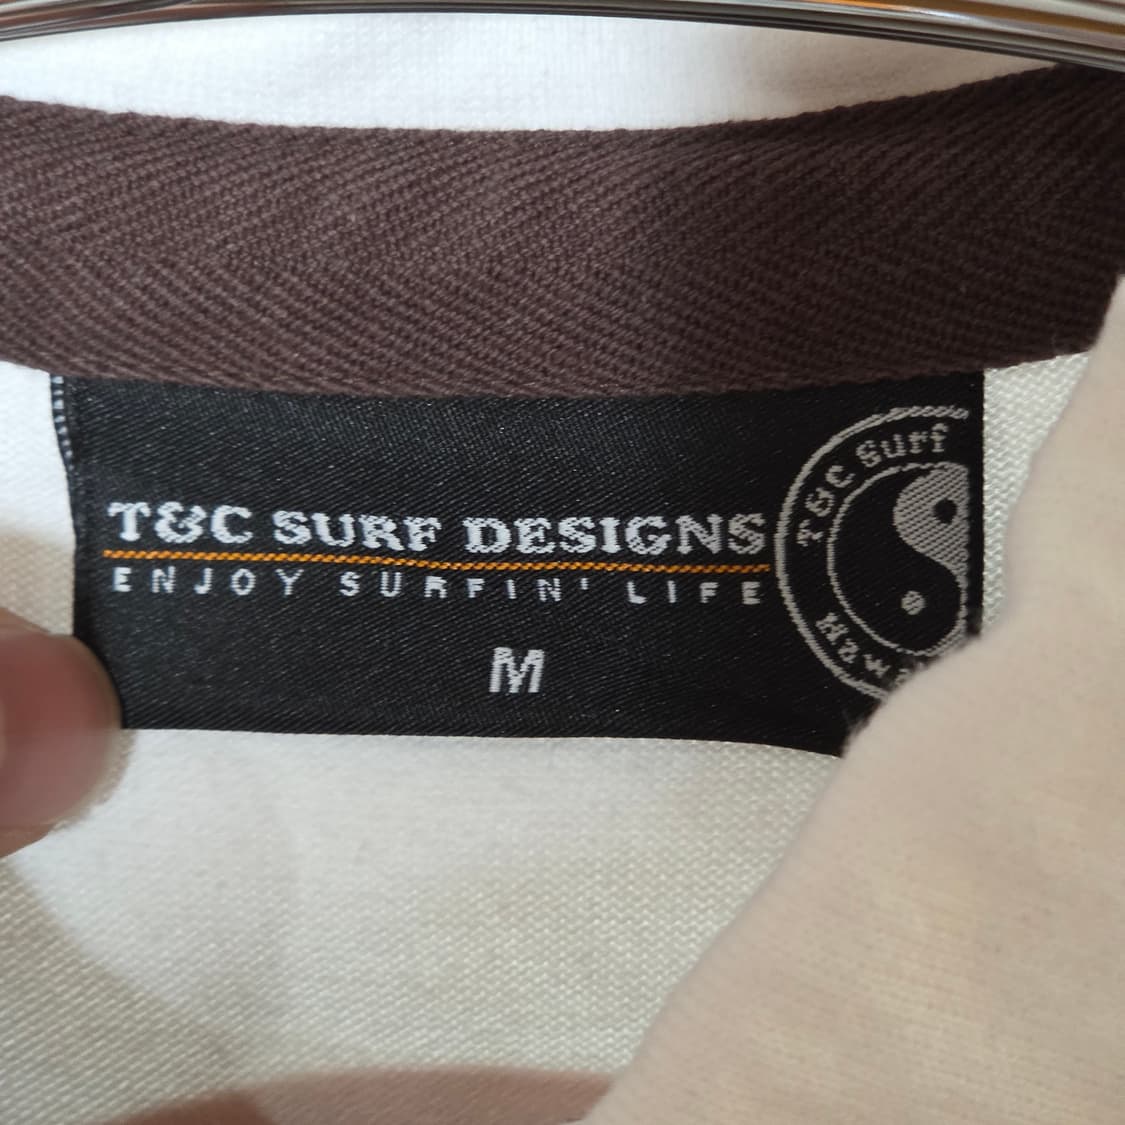 T&C SURF DESIGNS
ENJOY SURFIN' LIFE
M
T&C Surf